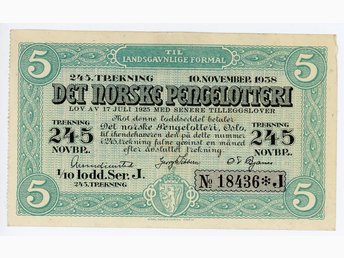 TIL
LANDSGAVNLIGE FORMÅL
5 5
245. TREKNING 10. NOVEMBER 1938
DET NORSKE PENGELOTTERI
LOV AV 17 JULI 1925 MED SENERE TILLEGGSLOVER
TREKNING 245 NOVBR..
Mot denne loddseddel betaler
Det norske Pengelotteri, Oslo,
til ihendehaveren det på dette nummer
i 245. trekning falne gevinst en måned
efter avsluttet trekning.
TREKNING 245 NOVBR..
1/10 lodd. Ser. J.
245. TREKNING
№ 18436*J
5 5